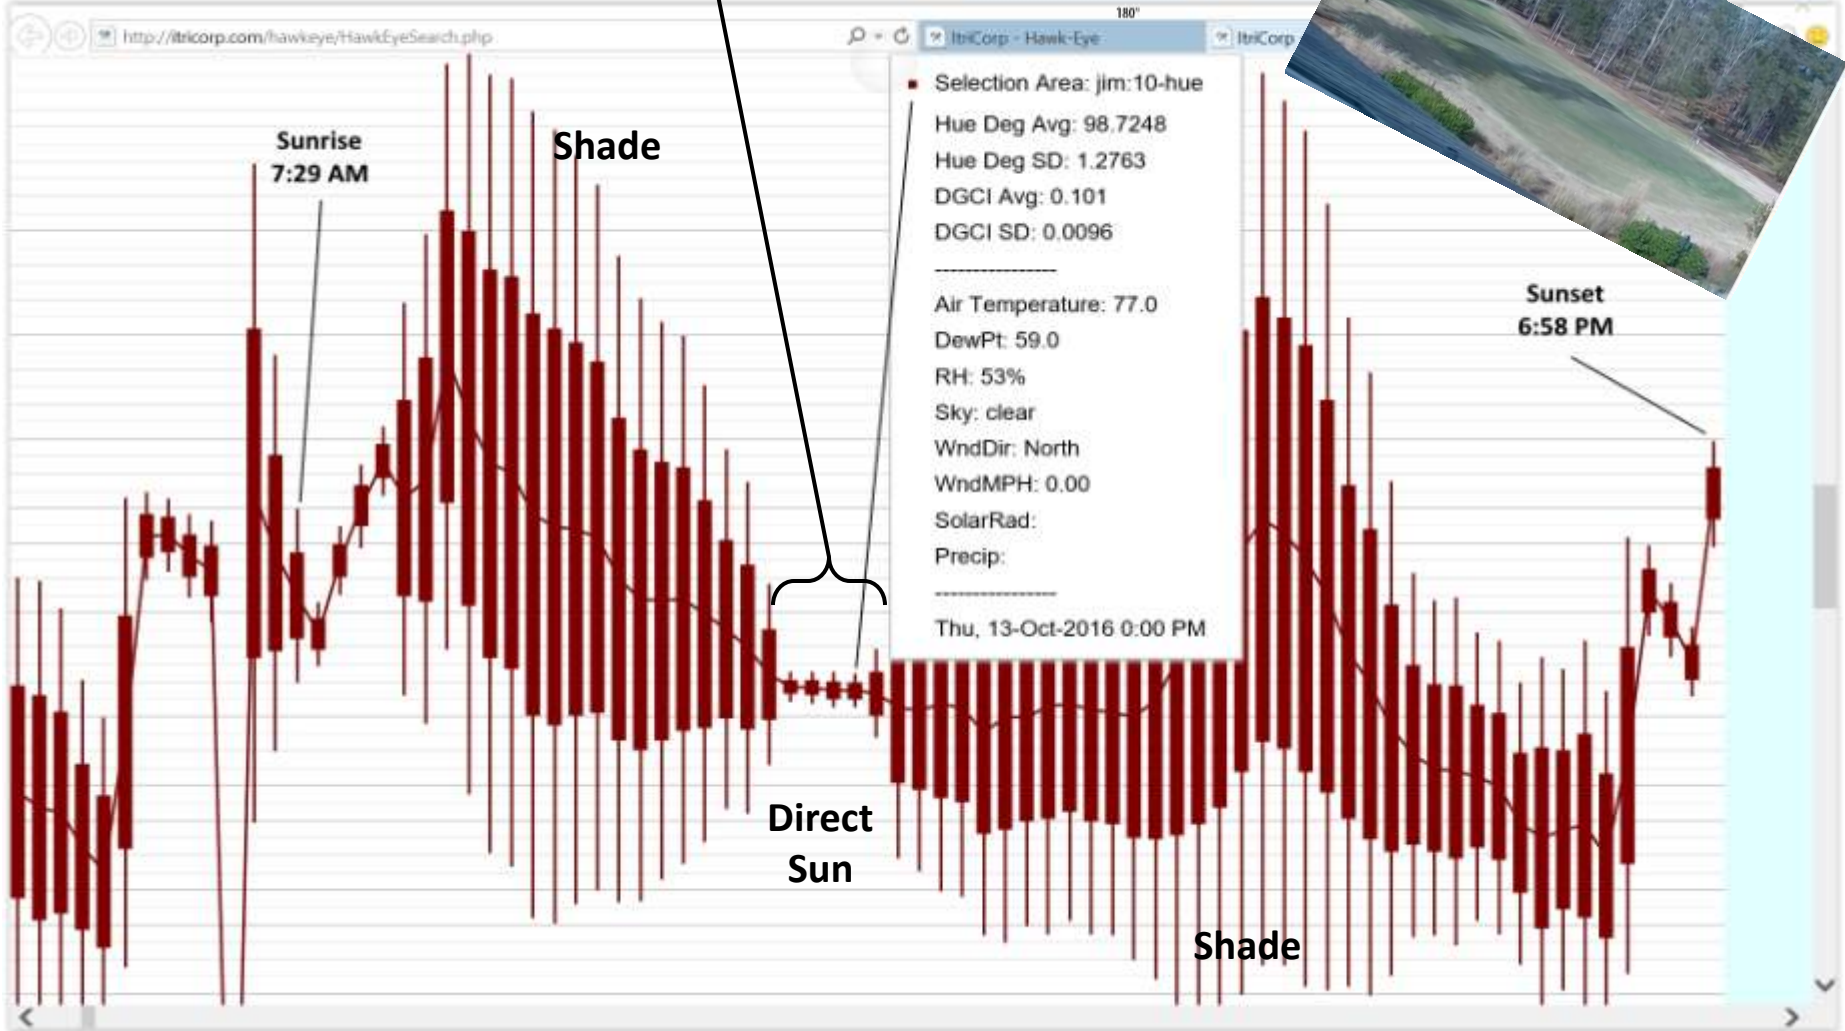 180°
http://itricorp.com/hawkeye/HawkEyeSearch.php
ItriCorp - Hawk-Eye
ItriCorp
Selection Area: jim:10-hue
Hue Deg Avg: 98.7248
Hue Deg SD: 1.2763
DGCI Avg: 0.101
DGCI SD: 0.0096
----------------
Air Temperature: 77.0
DewPt: 59.0
RH: 53%
Sky: clear
WndDir: North
WndMPH: 0.00
SolarRad:
Precip:
----------------
Thu, 13-Oct-2016 0:00 PM
Sunrise
7:29 AM
Shade
Sunset
6:58 PM
Direct
Sun
Shade